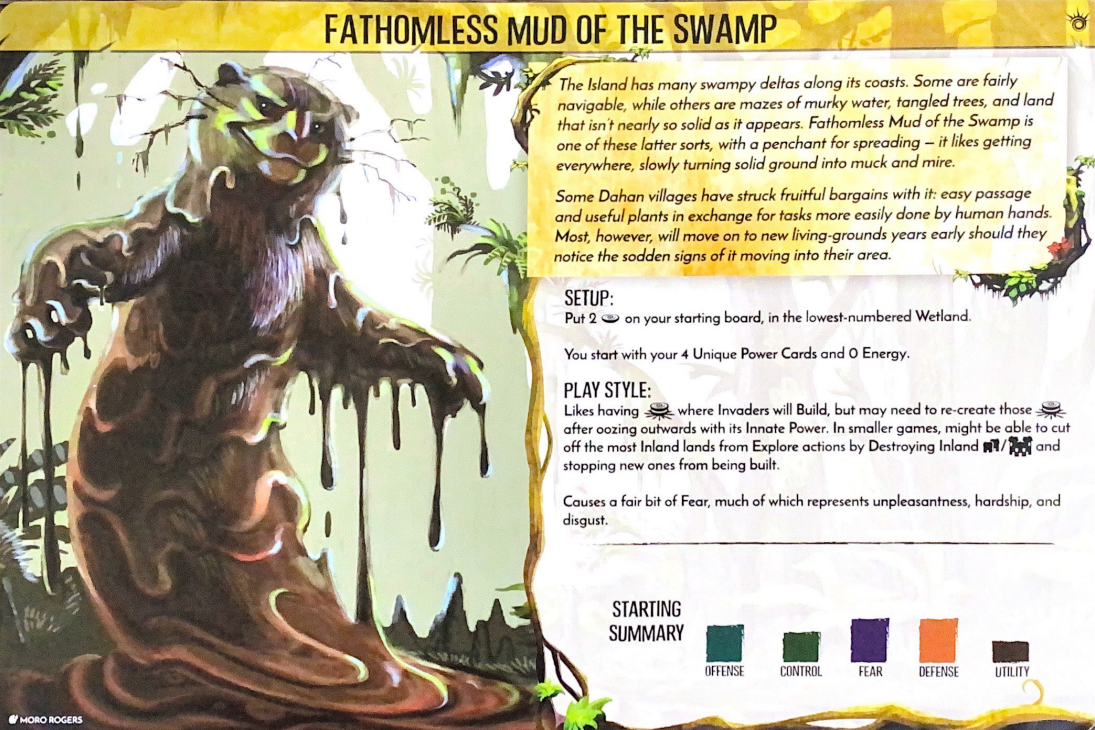 FATHOMLESS MUD OF THE SWAMP
The Island has many swampy deltas along its coasts. Some are fairly
navigable, while others are mazes of murky water, tangled trees, and land
that isn't nearly so solid as it appears. Fathomless Mud of the Swamp is
one of these latter sorts, with a penchant for spreading – it likes getting
everywhere, slowly turning solid ground into muck and mire.
Some Dahan villages have struck fruitful bargains with it: easy passage
and useful plants in exchange for tasks more easily done by human hands.
Most, however, will move on to new living-grounds years early should they
notice the sodden signs of it moving into their area.
SETUP:
Put 2 on your starting board, in the lowest-numbered Wetland.
You start with your 4 Unique Power Cards and 0 Energy.
PLAY STYLE:
Likes having where Invaders will Build, but may need to re-create those
after oozing outwards with its Innate Power. In smaller games, might be able to cut
off the most Inland lands from Explore actions by Destroying Inland / and
stopping new ones from being built.
Causes a fair bit of Fear, much of which represents unpleasantness, hardship, and
disgust.
STARTING
SUMMARY
OFFENSE
CONTROL
FEAR
DEFENSE
UTILITY
MORO ROGERS